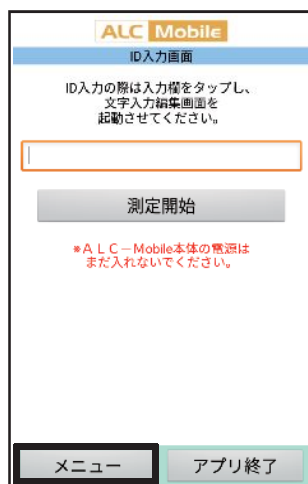 ALC Mobile
ID入力画面
ID入力の際は入力欄をタップし、
文字入力編集画面を
起動させてください。
測定開始
*ALC-Mobile本体の電源は
まだ入れないでください。
メニュー
アプリ終了